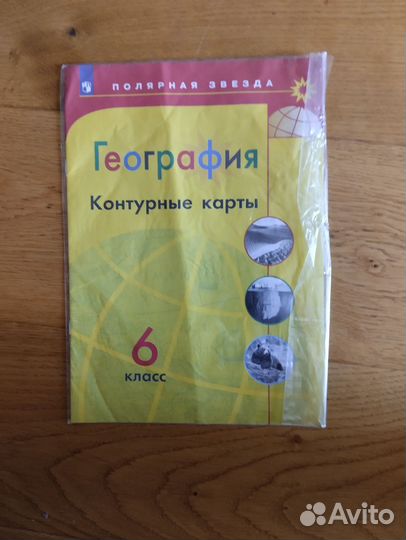 ПОЛЯРНАЯ ЗВЕЗДА
География
Контурные карты
6
класс
Avito